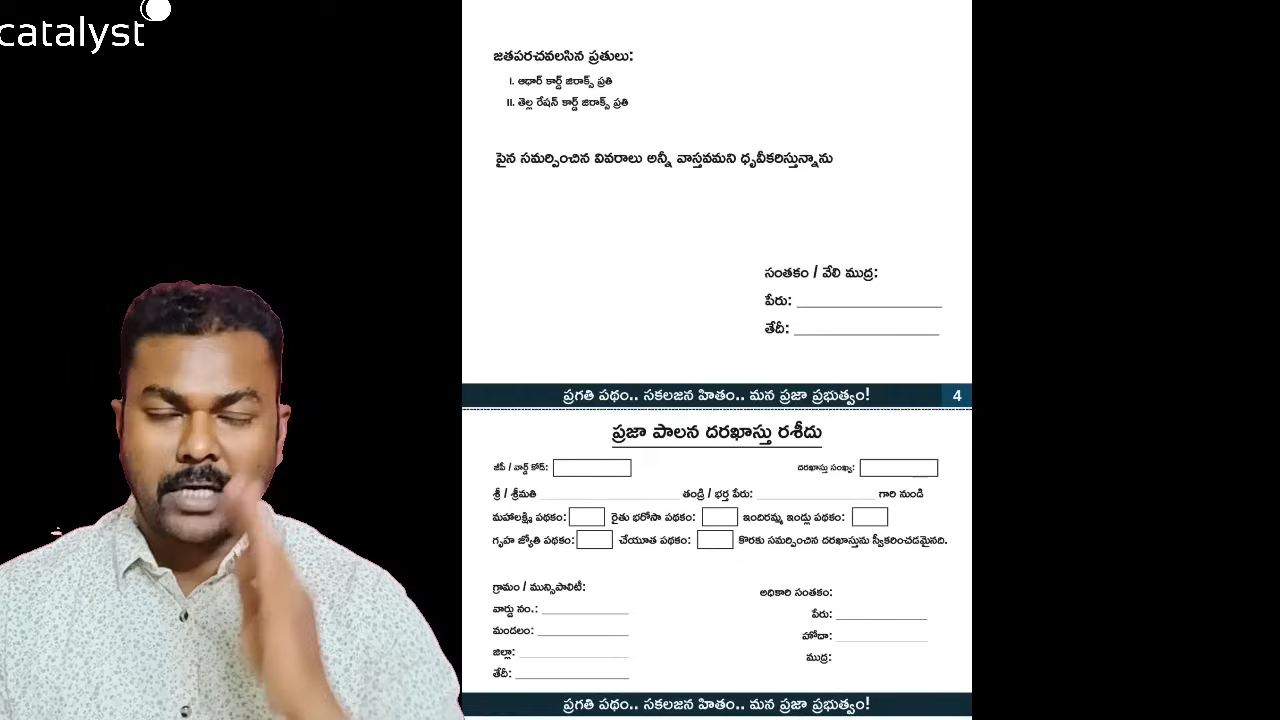 catalyst
జతపరచవలసిన ప్రతులు:
I. ఆధార్ కార్డ్ జిరాక్స్ ప్రతి
II. తెల్ల రేషన్ కార్డ్ జిరాక్స్ ప్రతి
పైన సమర్పించిన వివరాలు అన్నీ వాస్తవమని ధృవీకరిస్తున్నాను
సంతకం / వేలి ముద్ర:
పేరు:
తేదీ:
ప్రగతి పథం.. సకలజన హితం.. మన ప్రజా ప్రభుత్వం! 4
ప్రజా పాలన దరఖాస్తు రశీదు
జీపీ / వార్డ్ కోడ్: దరఖాస్తు సంఖ్య:
శ్రీ / శ్రీమతి తండ్రి / భర్త పేరు: గారి నుండి
మహాలక్ష్మి పథకం: రైతు భరోసా పథకం: ఇందిరమ్మ ఇండ్లు పథకం:
గృహ జ్యోతి పథకం: చేయూత పథకం: కొరకు సమర్పించిన దరఖాస్తును స్వీకరించడమైనది.
గ్రామం / మున్సిపాలిటీ:
వార్డు నం.:
మండలం:
జిల్లా:
తేదీ:
అధికారి సంతకం:
పేరు:
హోదా:
ముద్ర:
ప్రగతి పథం.. సకలజన హితం.. మన ప్రజా ప్రభుత్వం!